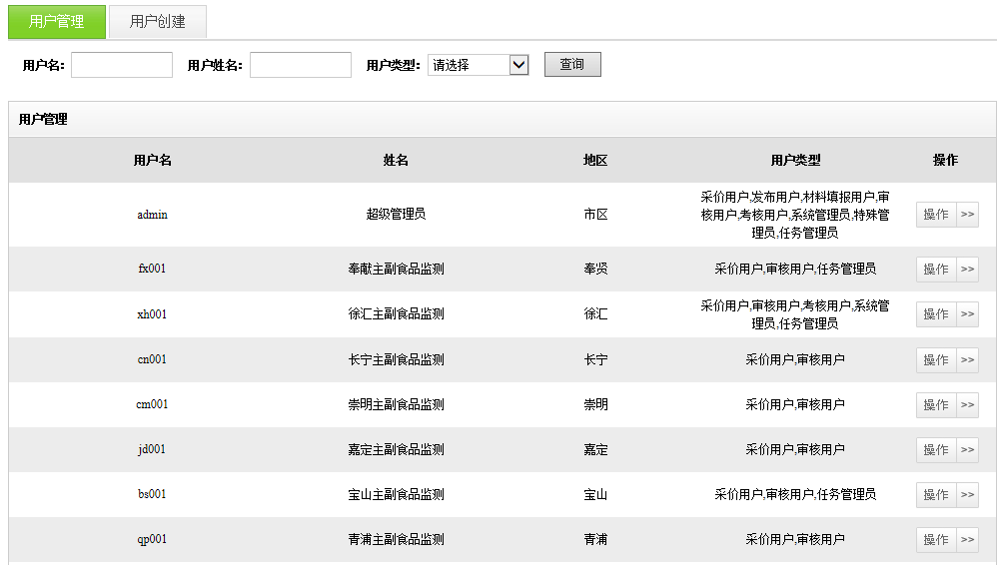 用户管理 用户创建
用户名: 用户姓名: 用户类型: 请选择 查询
用户管理
用户名 姓名 地区 用户类型 操作
admin 超级管理员 市区 采价用户,发布用户,材料填报用户,审
核用户,考核用户,系统管理员,特殊管
理员,任务管理员 操作 >>
fx001 奉献主副食品监测 奉贤 采价用户,审核用户,任务管理员 操作 >>
xh001 徐汇主副食品监测 徐汇 采价用户,审核用户,考核用户,系统管
理员,任务管理员 操作 >>
cn001 长宁主副食品监测 长宁 采价用户,审核用户 操作 >>
cm001 崇明主副食品监测 崇明 采价用户,审核用户 操作 >>
jd001 嘉定主副食品监测 嘉定 采价用户,审核用户 操作 >>
bs001 宝山主副食品监测 宝山 采价用户,审核用户,任务管理员 操作 >>
qp001 青浦主副食品监测 青浦 采价用户,审核用户 操作 >>